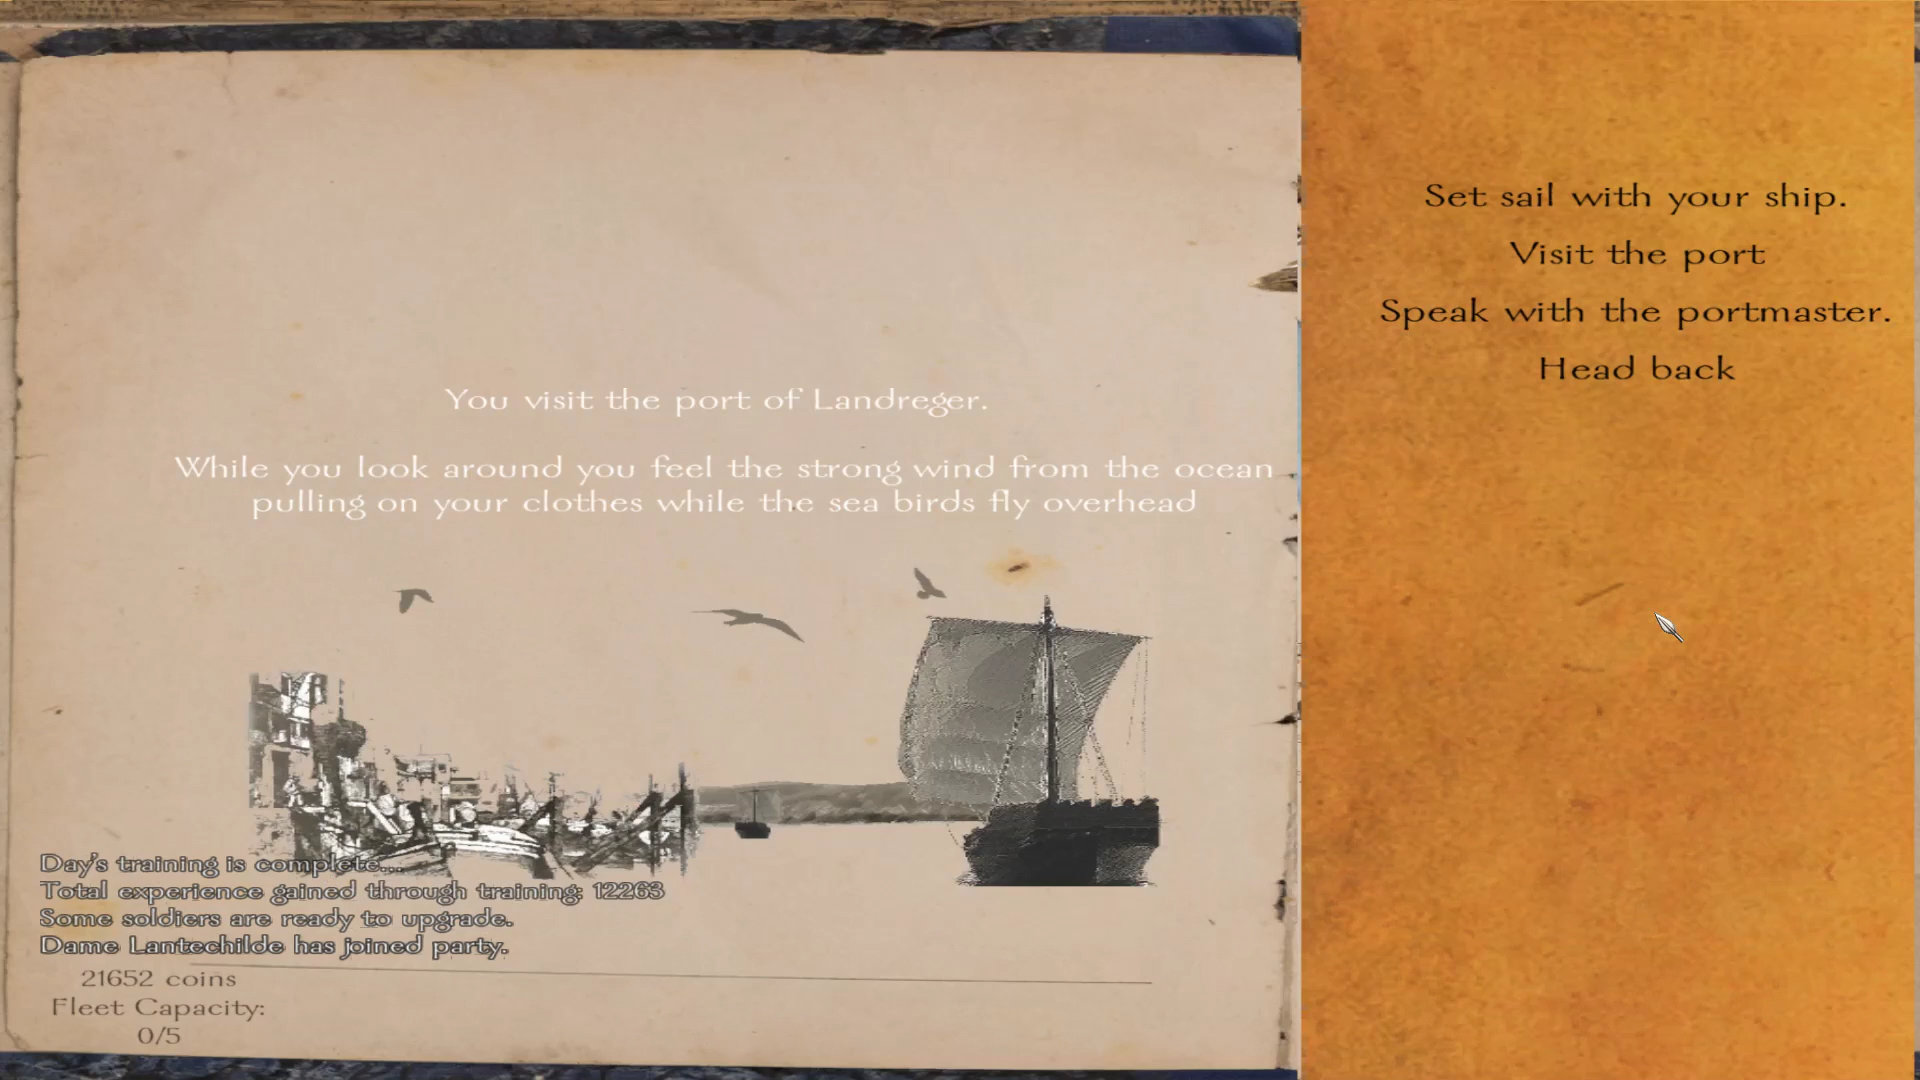 You visit the port of Landreger.
While you look around you feel the strong wind from the ocean
pulling on your clothes while the sea birds fly overhead
Day's training is complete...
Total experience gained through training: 12263
Some soldiers are ready to upgrade.
Dame Lantechilde has joined party.
21652 coins
Fleet Capacity:
0/5
Set sail with your ship.
Visit the port
Speak with the portmaster.
Head back